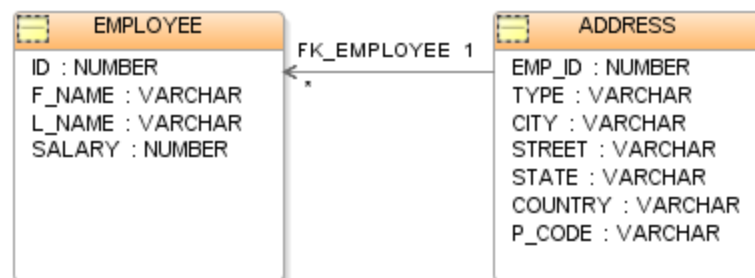 EMPLOYEE
ID : NUMBER
F_NAME : VARCHAR
L_NAME : VARCHAR
SALARY : NUMBER
FK_EMPLOYEE 1
*
ADDRESS
EMP_ID : NUMBER
TYPE : VARCHAR
CITY : VARCHAR
STREET : VARCHAR
STATE : VARCHAR
COUNTRY : VARCHAR
P_CODE : VARCHAR